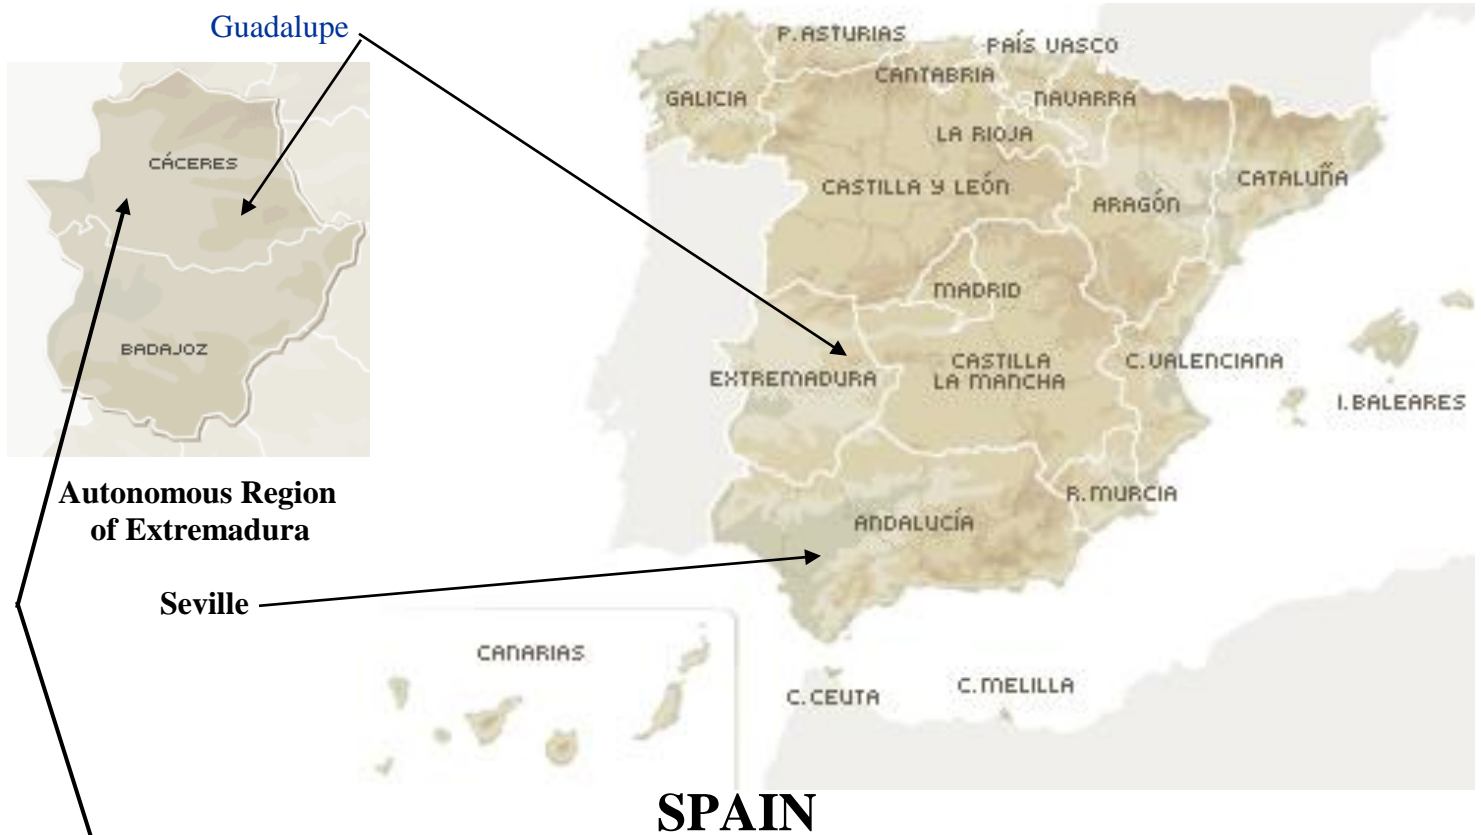 Guadalupe
CÁCERES
BADAJOZ
Autonomous Region
of Extremadura
Seville
P. ASTURIAS
PAÍS VASCO
CANTABRIA
GALICIA
NAVARRA
LA RIOJA
CASTILLA Y LEÓN
CATALUÑA
ARAGÓN
MADRID
EXTREMADURA
CASTILLA
LA MANCHA
C. VALENCIANA
I. BALEARES
R. MURCIA
ANDALUCÍA
CANARIAS
C. CEUTA
C. MELILLA
SPAIN